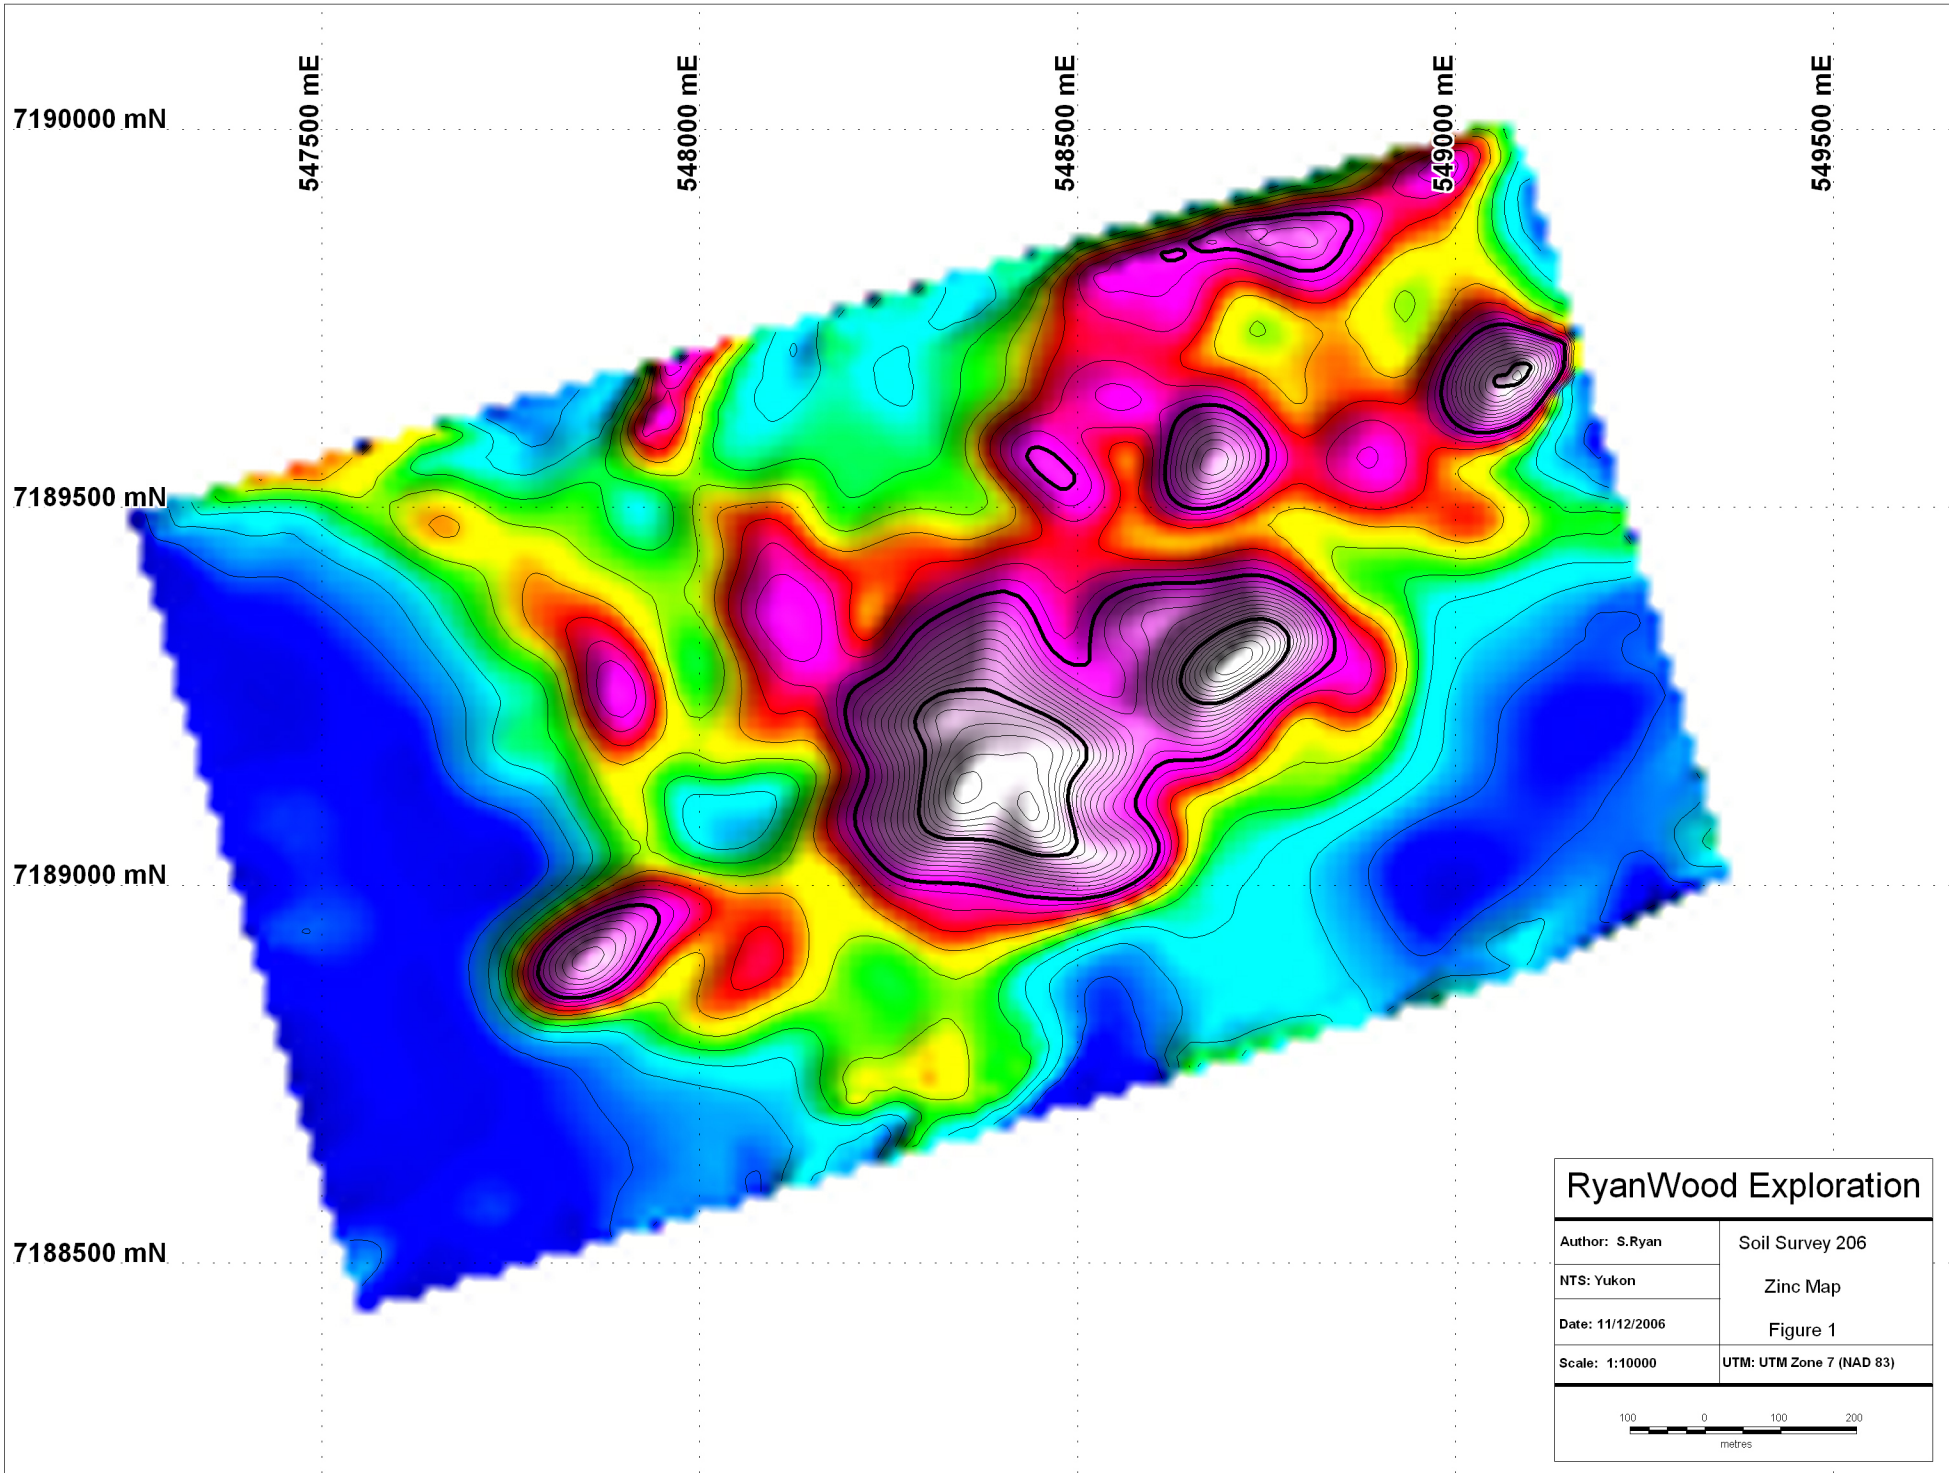 547500 mE
548000 mE
548500 mE
549000 mE
549500 mE
7190000 mN
7189500 mN
7189000 mN
7188500 mN
RyanWood Exploration
Author: S.Ryan
NTS: Yukon
Date: 11/12/2006
Scale: 1:10000
Soil Survey 206
Zinc Map
Figure 1
UTM: UTM Zone 7 (NAD 83)
100 0 100 200
metres